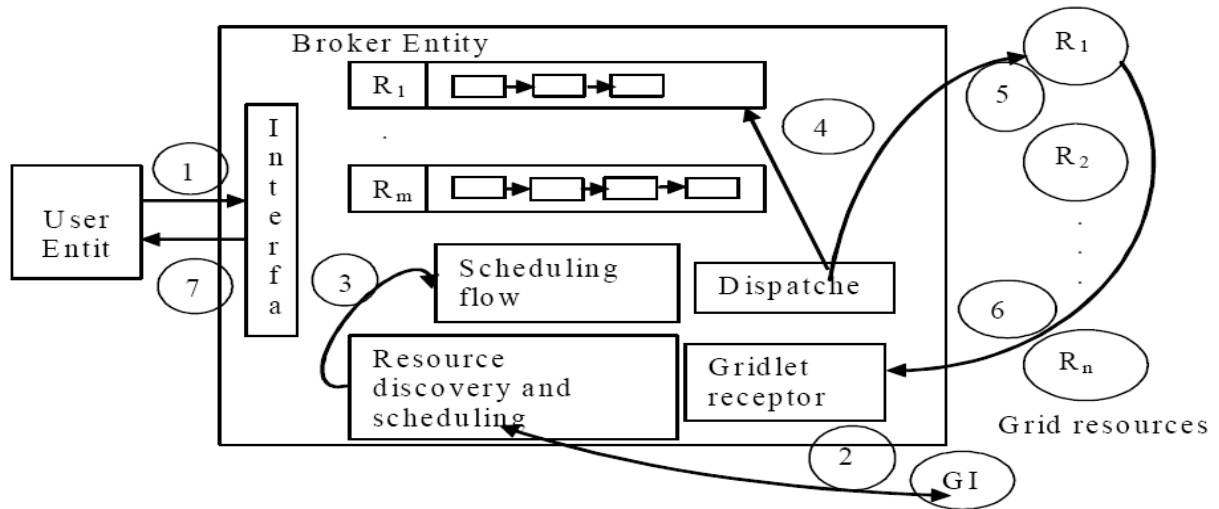 Broker Entity
R1
R1
5
4
.
Interfa
1
R2
Rm
User
Entit
.
.
.
7
3
Scheduling
flow
Dispatche
6
Resource
discovery and
scheduling
Gridlet
receptor
Rn
Grid resources
2
GI